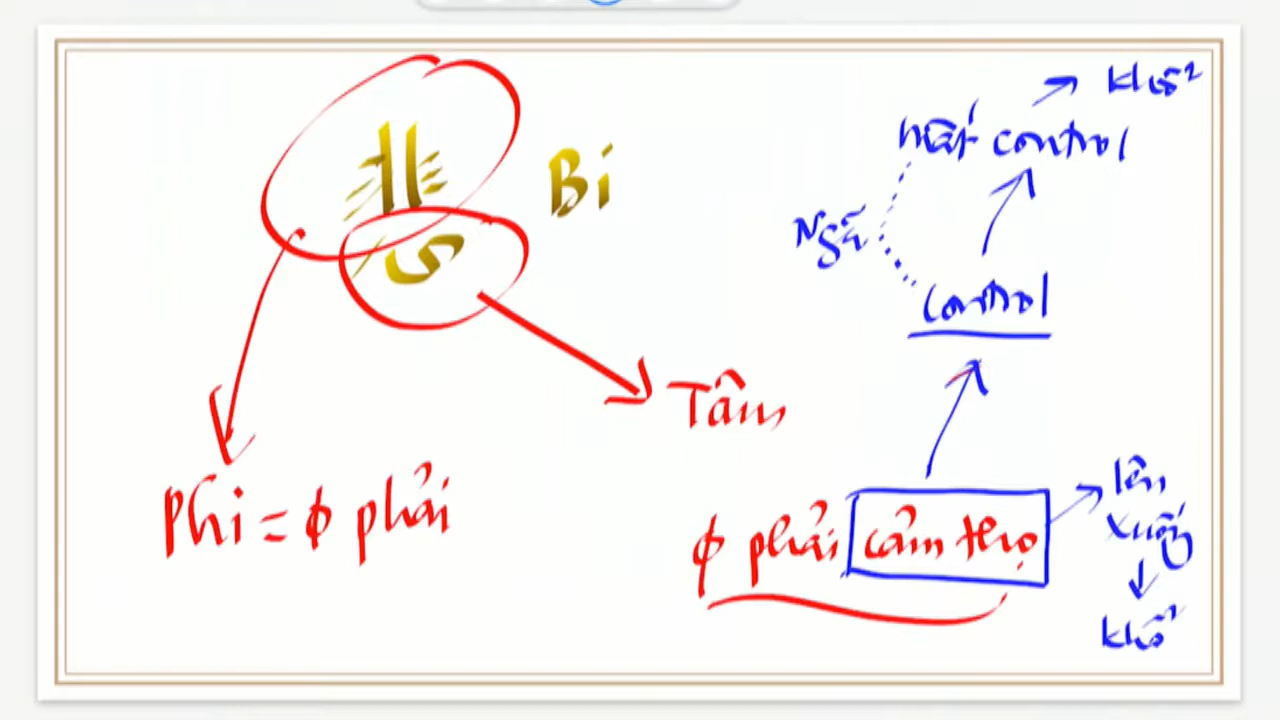 悲
Bi
Tâm
Phi = φ phải
khổ
mất control
Ngã
control
φ phải cảm thọ
lên
xuống
khổ